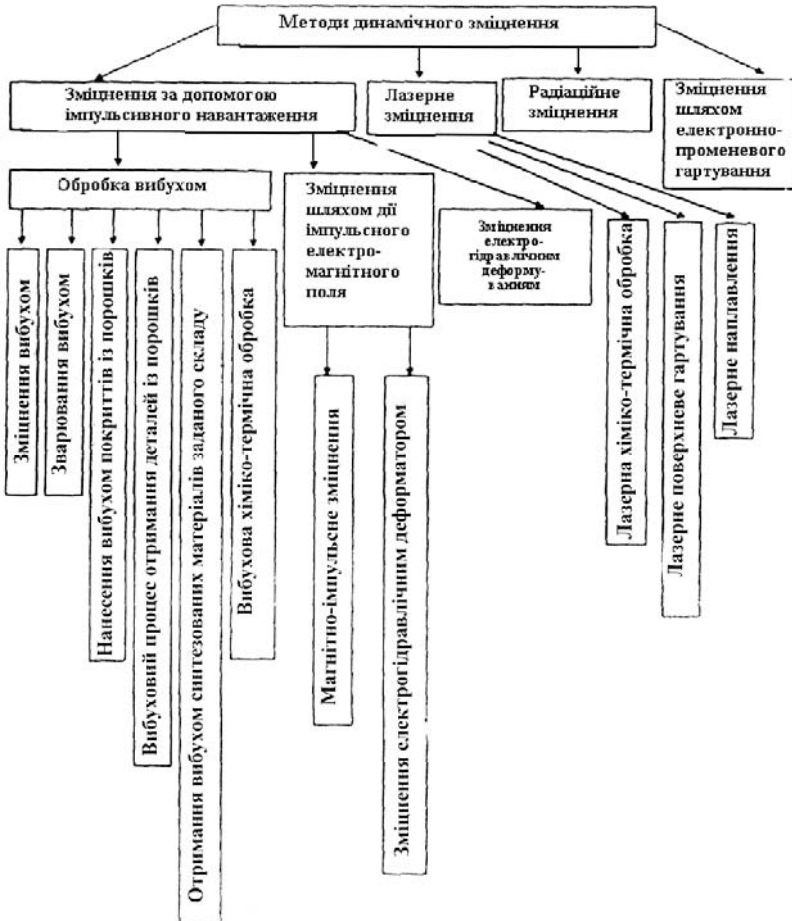 Методи динамічного зміцнення
Зміцнення за допомогою
імпульсивного навантаження
Лазерне
зміцнення
Радіаційне
зміцнення
Зміцнення
шляхом
електронно-
променевого
гартування
Обробка вибухом
Зміцнення
шляхом дії
імпульсного
електро-
магнітного
поля
Зміцнення
електро-
гідравлічним
деформу-
ванням
Зміцнення вибухом
Зварювання вибухом
Нанесення вибухом покриттів із порошків
Вибуховий процес отримання деталей із порошків
Отримання вибухом синтезованих матеріалів заданого складу
Вибухова хіміко-термічна обробка
Магнітно-імпульсне зміцнення
Зміцнення електрогідравлічним деформатором
Лазерна хіміко-термічна обробка
Лазерне поверхневе гартування
Лазерне наплавлення